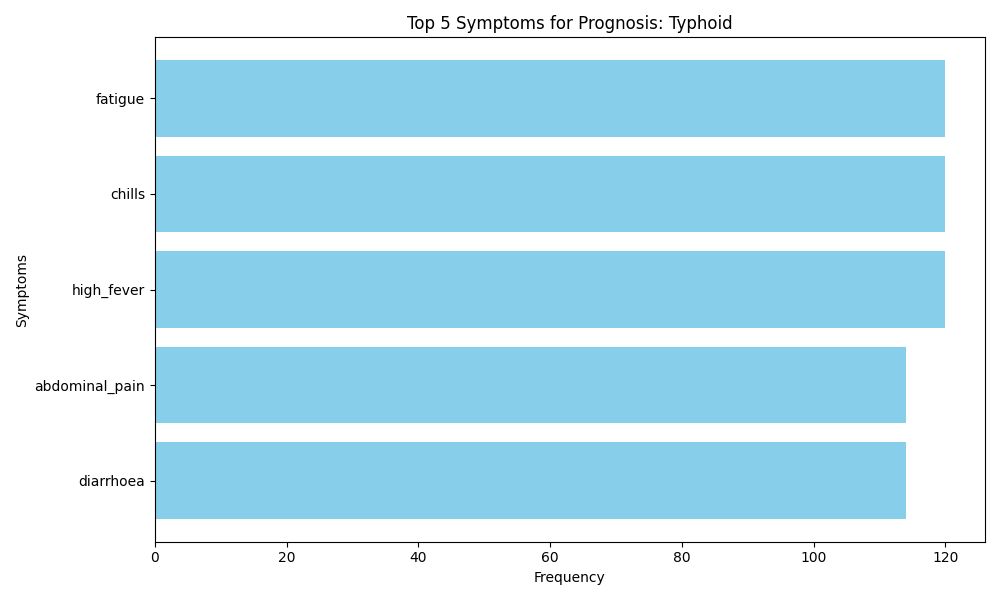 Top 5 Symptoms for Prognosis: Typhoid
Symptoms
fatigue
chills
high_fever
abdominal_pain
diarrhoea
0 20 40 60 80 100 120
Frequency